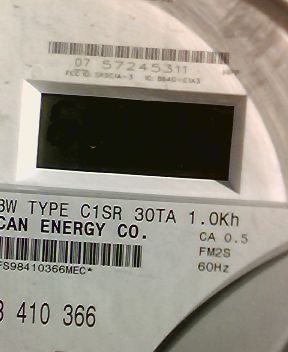 07 57245311
3W TYPE C1SR 30TA 1.0Kh
CAN ENERGY CO.
CA 0.5
FM2S
60Hz
FS98410366MEC*
8 410 366